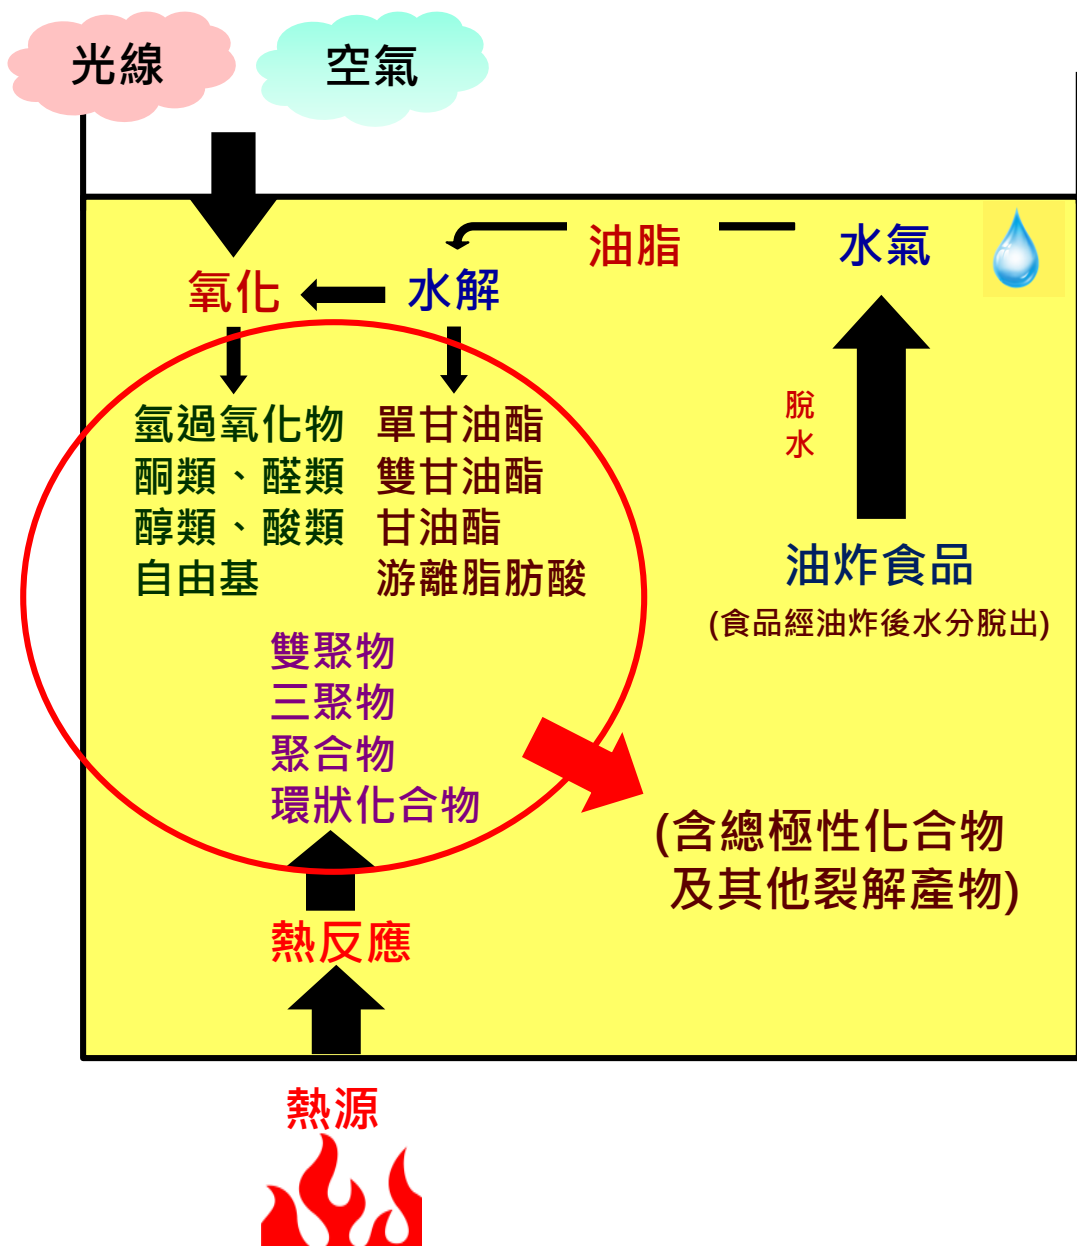 光線
空氣
油脂
水氣
氧化
水解
脫
水
氫過氧化物
酮類、醛類
醇類、酸類
自由基
單甘油酯
雙甘油酯
甘油酯
游離脂肪酸
油炸食品
(食品經油炸後水分脫出)
雙聚物
三聚物
聚合物
環狀化合物
(含總極性化合物
及其他裂解產物)
熱反應
熱源